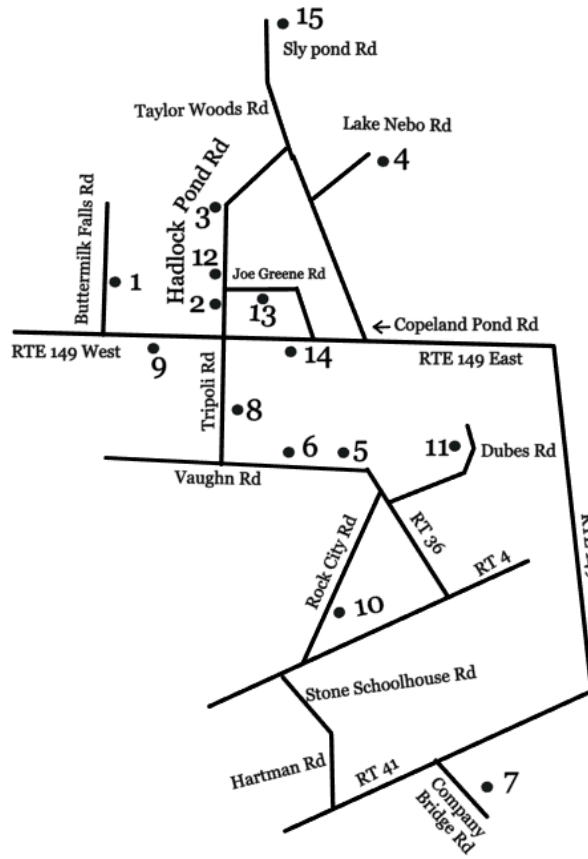 15
Sly pond Rd
Taylor Woods Rd
Lake Nebo Rd
4
Hadlock Pond Rd
3
Buttermilk Falls Rd
12
Joe Greene Rd
1
2
13
Copeland Pond Rd
RTE 149 West
9
14
RTE 149 East
Tripoli Rd
8
6
5
11
Dubes Rd
Vaughn Rd
Rock City Rd
RT 36
RT 4
10
Stone Schoolhouse Rd
Hartman Rd
RT 41
7
Company
Bridge Rd